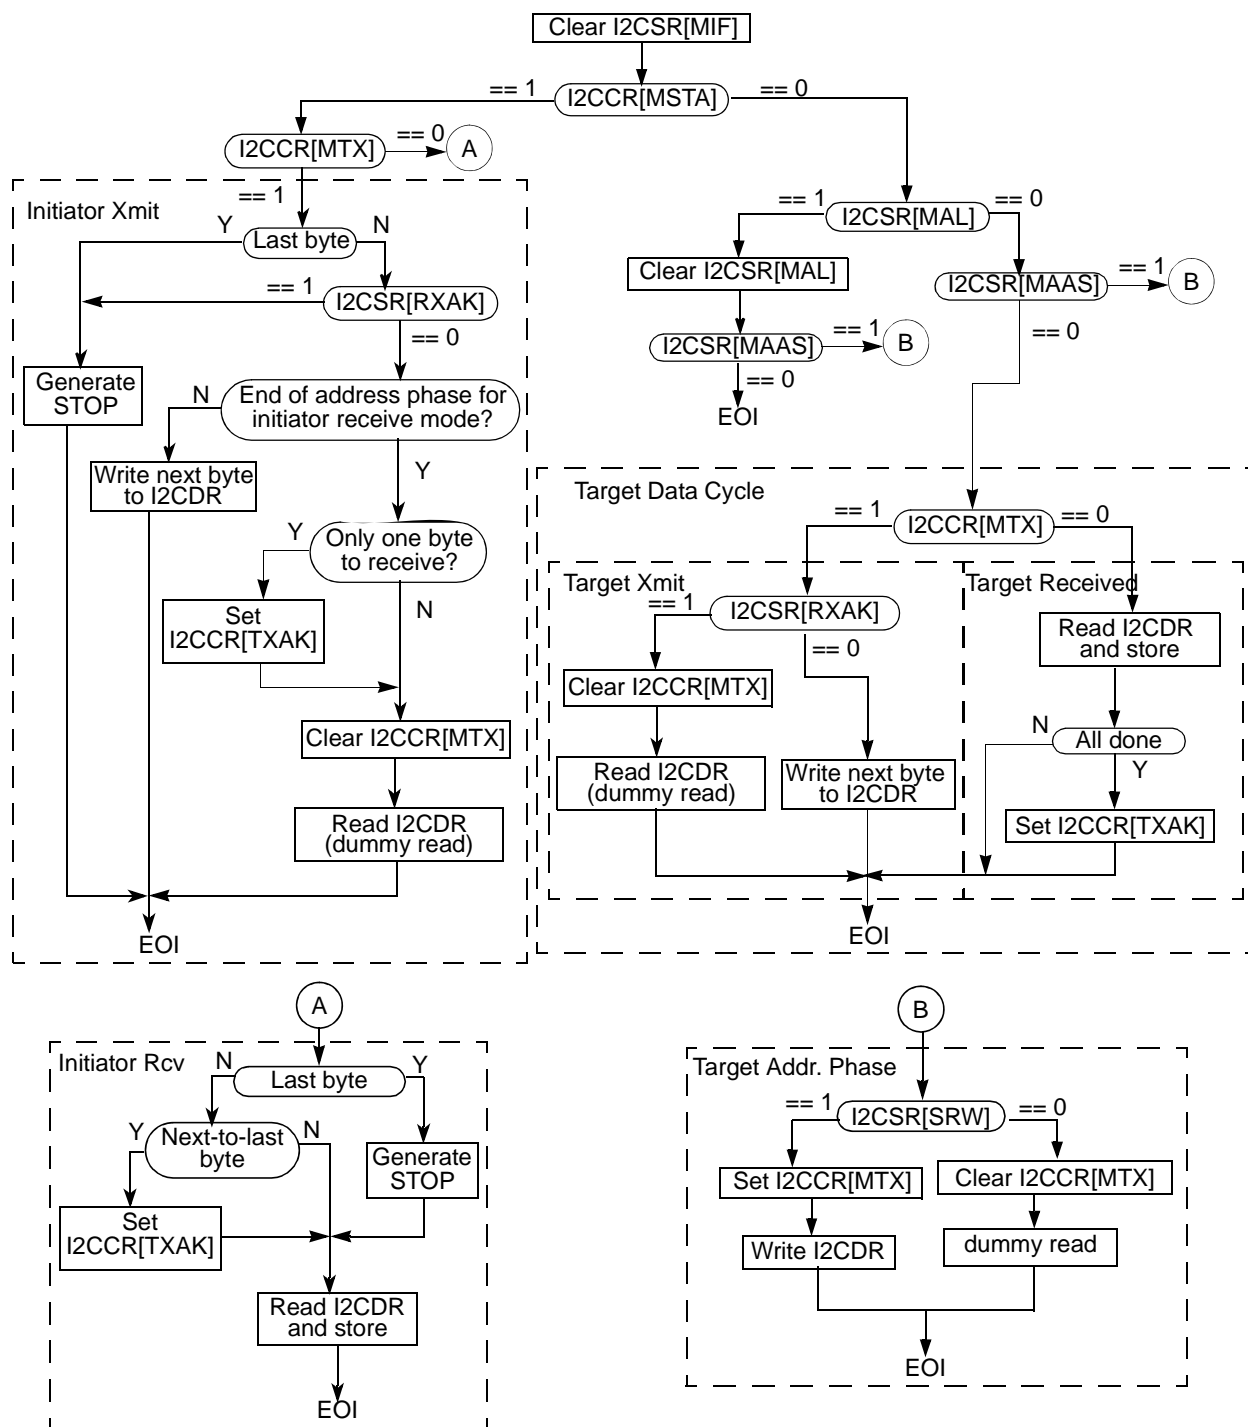 Clear I2CSR[MIF]
== 1
I2CCR[MSTA]
== 0
I2CCR[MTX]
== 0
A
== 1
Initiator Xmit
Y
Last byte
N
== 1
I2CSR[RXAK]
== 0
Generate
STOP
N
End of address phase for
initiator receive mode?
Write next byte
to I2CDR
Y
Y
Only one byte
to receive?
Set
I2CCR[TXAK]
N
Clear I2CCR[MTX]
Read I2CDR
(dummy read)
EOI
== 1
I2CSR[MAL]
== 0
Clear I2CSR[MAL]
I2CSR[MAAS]
== 1
B
I2CSR[MAAS]
== 1
B
== 0
== 0
EOI
Target Data Cycle
== 1
I2CCR[MTX]
== 0
Target Xmit
== 1
I2CSR[RXAK]
== 0
Clear I2CCR[MTX]
Read I2CDR
(dummy read)
Write next byte
to I2CDR
Target Received
Read I2CDR
and store
N
All done
Y
Set I2CCR[TXAK]
EOI
A
Initiator Rcv
N
Last byte
Y
Y
Next-to-last
byte
N
Generate
STOP
Set
I2CCR[TXAK]
Read I2CDR
and store
EOI
B
Target Addr. Phase
== 1
I2CSR[SRW]
== 0
Set I2CCR[MTX]
Clear I2CCR[MTX]
Write I2CDR
dummy read
EOI